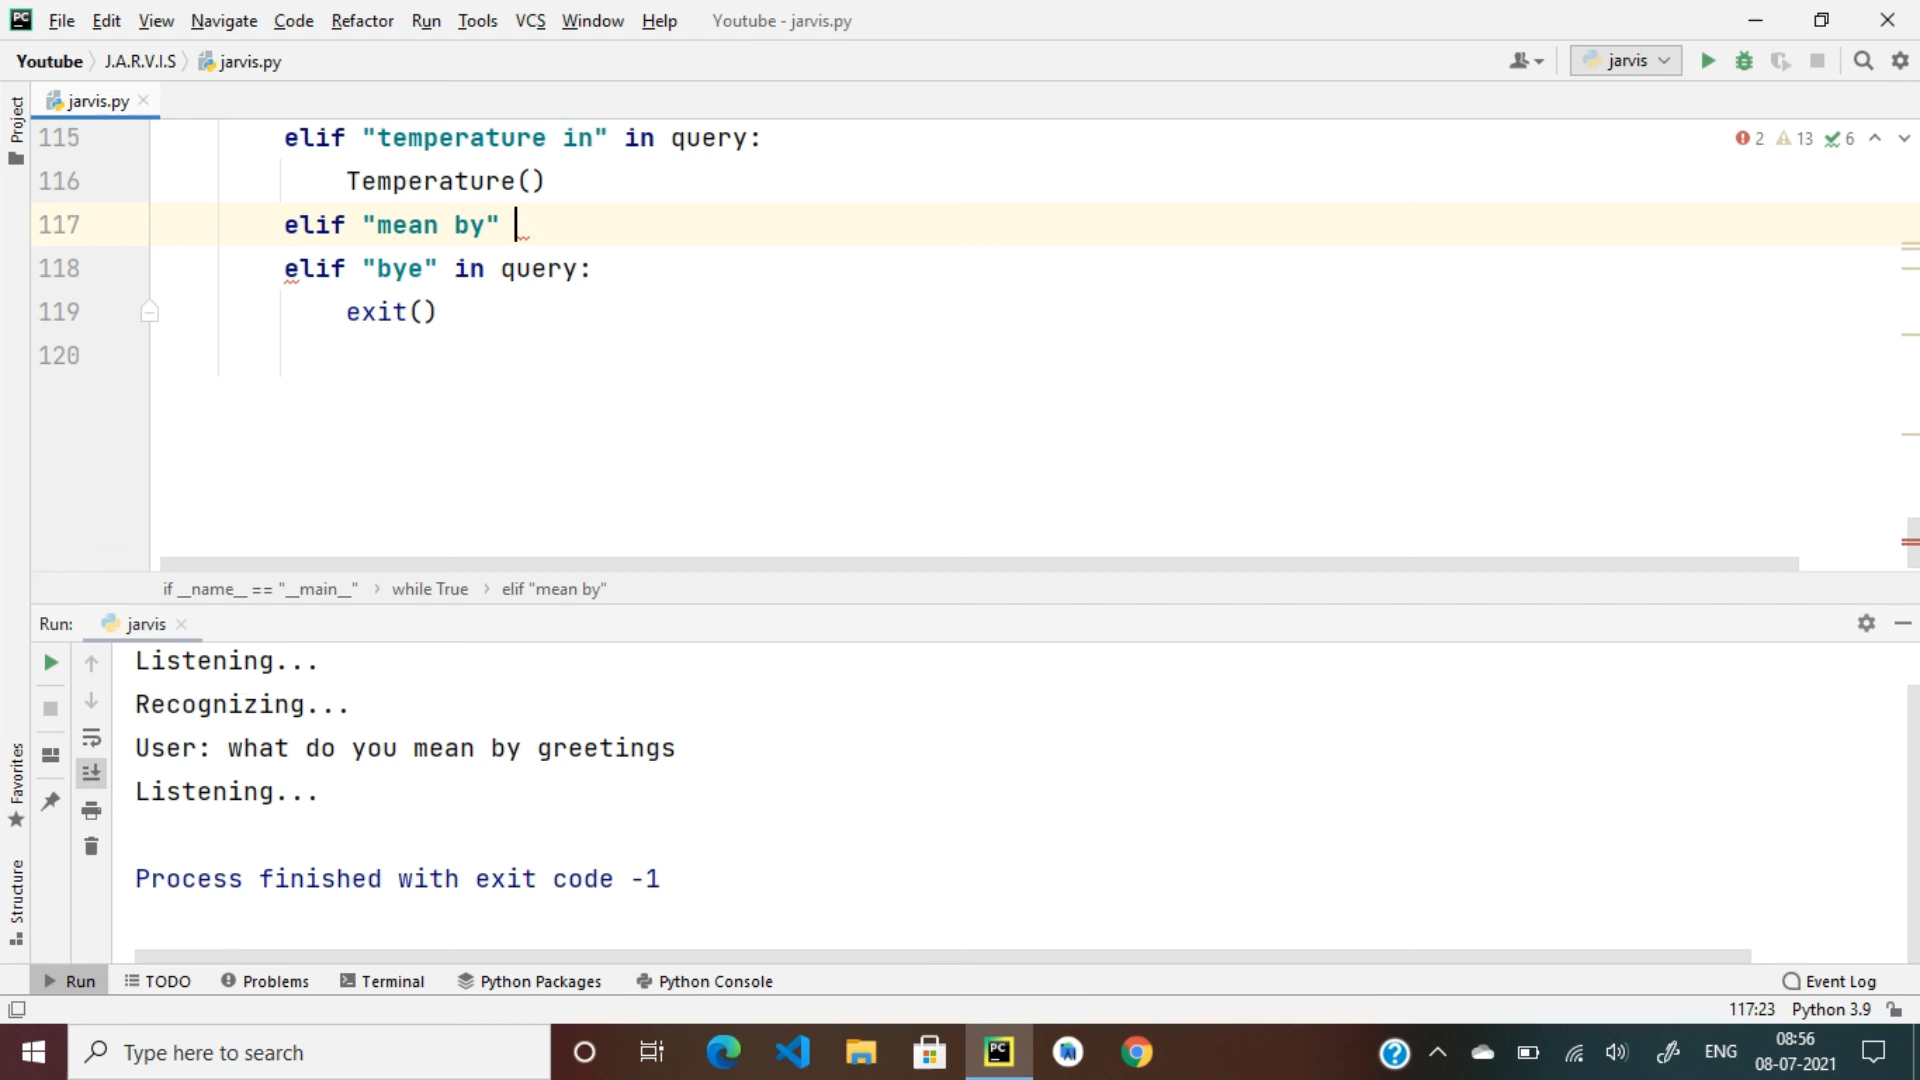 PC File Edit View Navigate Code Refactor Run Tools VCS Window Help Youtube - jarvis.py
Youtube J.A.R.V.I.S jarvis.py jarvis
Project
jarvis.py
115 elif "temperature in" in query: 2 13 6
116 Temperature()
117 elif "mean by"
118 elif "bye" in query:
119 exit()
120
if __name__ == "__main__" > while True > elif "mean by"
Run: jarvis
Listening...
Recognizing...
User: what do you mean by greetings
Listening...
Process finished with exit code -1
Favorites
Structure
Run TODO Problems Terminal Python Packages Python Console Event Log
117:23 Python 3.9
Type here to search PC ? ENG 08:56
08-07-2021